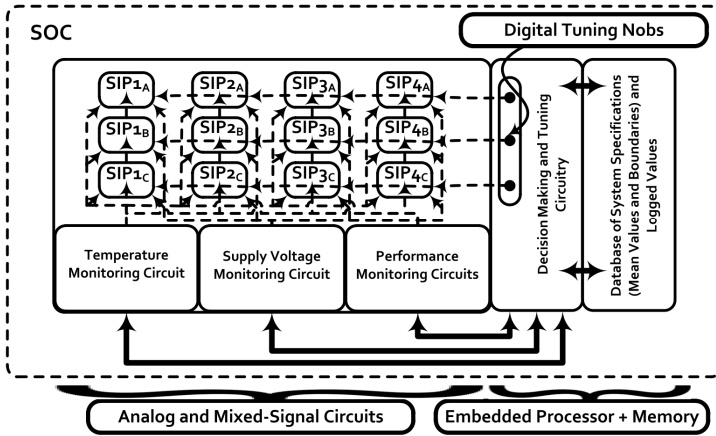 SOC
Digital Tuning Nobs
SIP1A SIP2A SIP3A SIP4A
SIP1B SIP2B SIP3B SIP4B
SIP1C SIP2C SIP3C SIP4C
Temperature
Monitoring Circuit
Supply Voltage
Monitoring Circuit
Performance
Monitoring Circuits
Decision Making and Tuning
Circuitry
Database of System Specifications
(Mean Values and Boundaries) and
Logged Values
Analog and Mixed-Signal Circuits
Embedded Processor + Memory